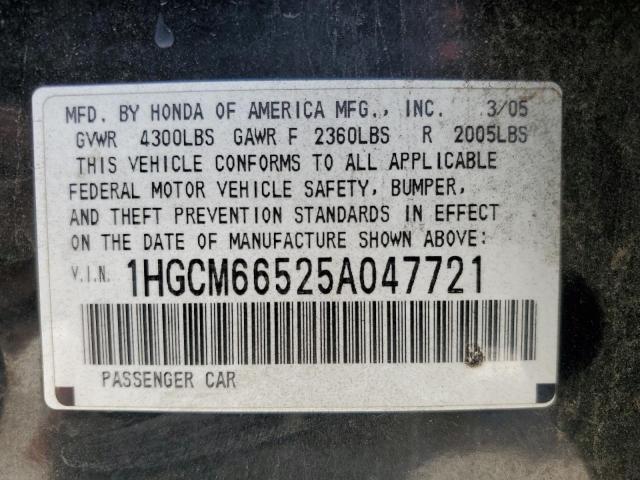 MFD. BY HONDA OF AMERICA MFG., INC. 3/05
GVWR 4300LBS GAWR F 2360LBS R 2005LBS
THIS VEHICLE CONFORMS TO ALL APPLICABLE
FEDERAL MOTOR VEHICLE SAFETY, BUMPER,
AND THEFT PREVENTION STANDARDS IN EFFECT
ON THE DATE OF MANUFACTURE SHOWN ABOVE:
V.I.N. 1HGCM66525A047721
PASSENGER CAR